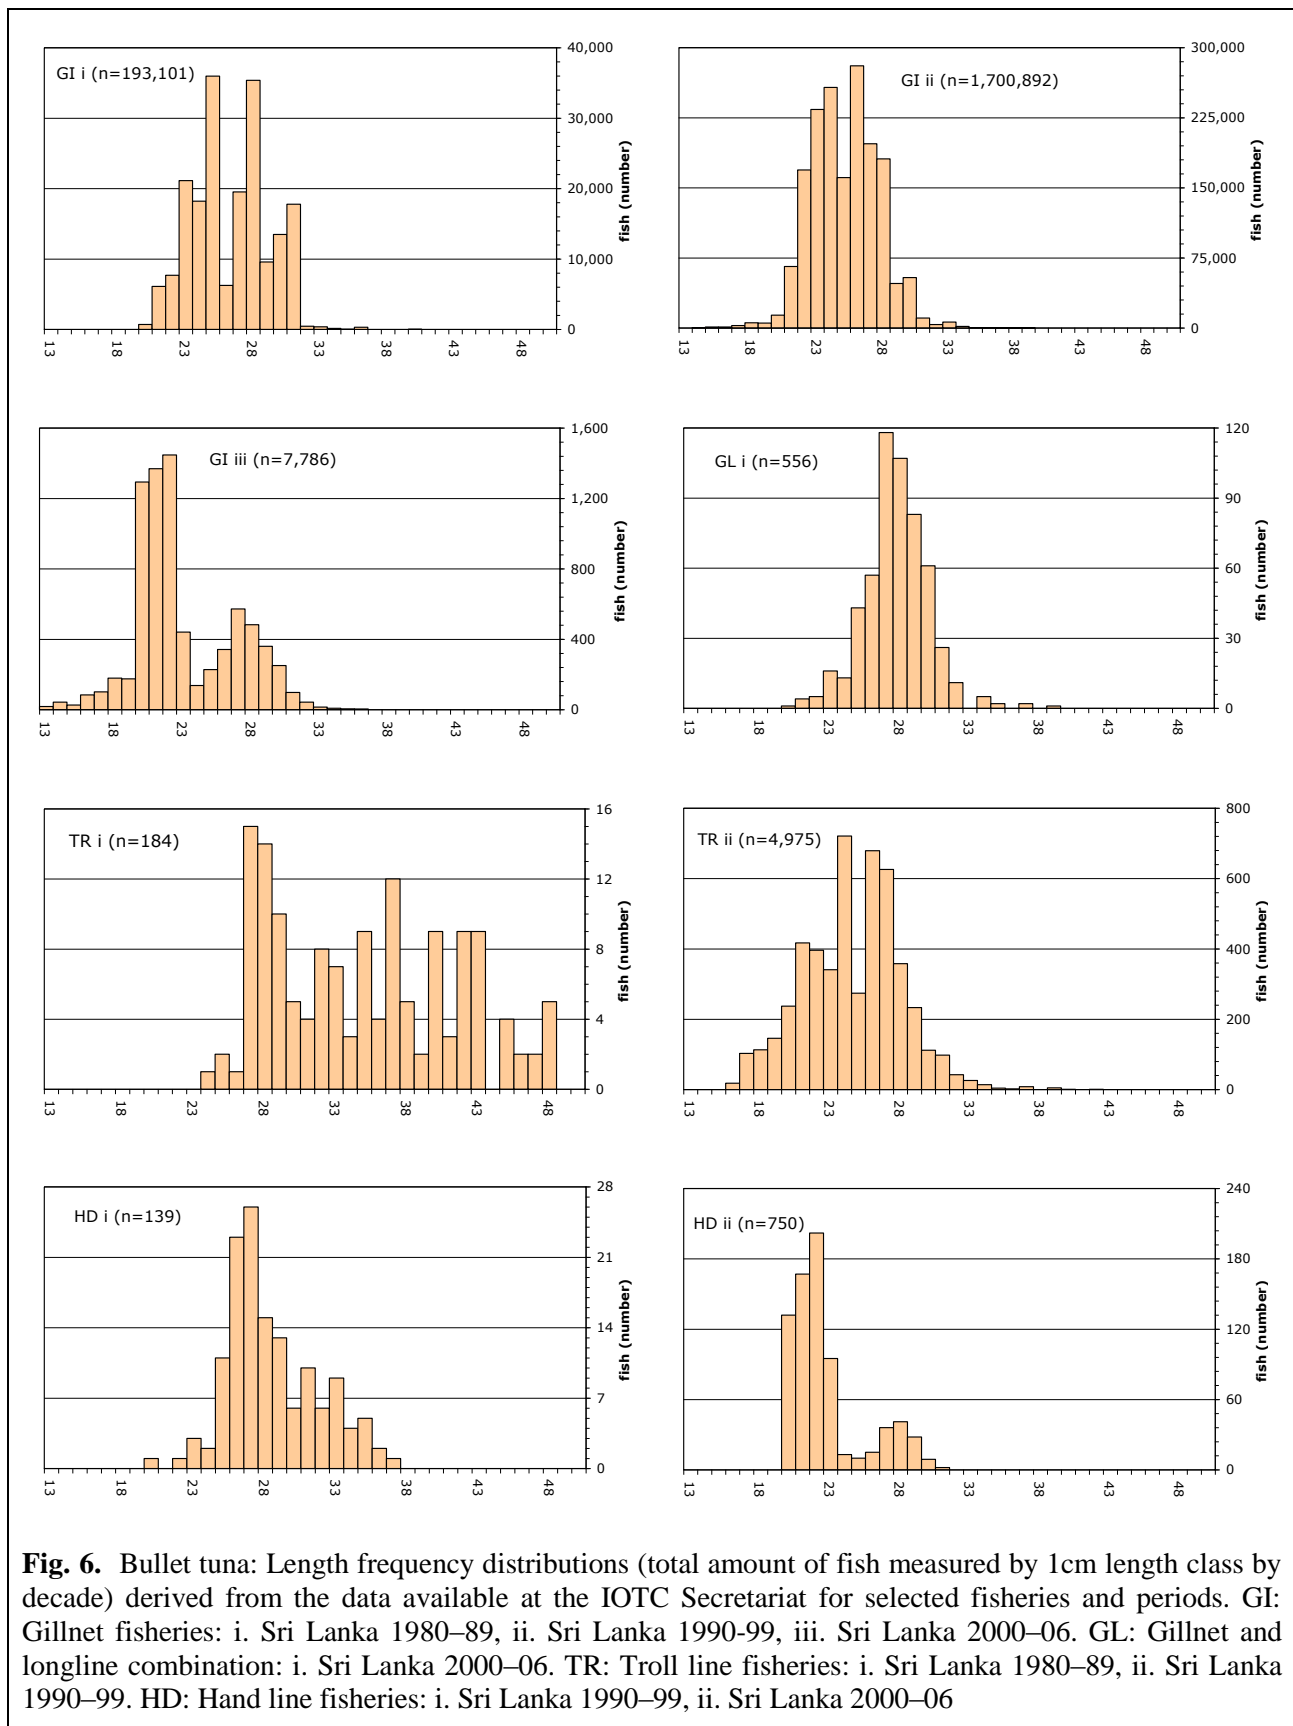 GI i (n=193,101)
40,000
30,000
20,000
10,000
0
fish (number)
13 18 23 28 33 38 43 48
GI ii (n=1,700,892)
300,000
225,000
150,000
75,000
0
fish (number)
13 18 23 28 33 38 43 48
GI iii (n=7,786)
1,600
1,200
800
400
0
fish (number)
13 18 23 28 33 38 43 48
GL i (n=556)
120
90
60
30
0
fish (number)
13 18 23 28 33 38 43 48
TR i (n=184)
16
12
8
4
0
fish (number)
13 18 23 28 33 38 43 48
TR ii (n=4,975)
800
600
400
200
0
fish (number)
13 18 23 28 33 38 43 48
HD i (n=139)
28
21
14
7
0
fish (number)
13 18 23 28 33 38 43 48
HD ii (n=750)
240
180
120
60
0
fish (number)
13 18 23 28 33 38 43 48
Fig. 6. Bullet tuna: Length frequency distributions (total amount of fish measured by 1cm length class by
decade) derived from the data available at the IOTC Secretariat for selected fisheries and periods. GI:
Gillnet fisheries: i. Sri Lanka 1980–89, ii. Sri Lanka 1990-99, iii. Sri Lanka 2000–06. GL: Gillnet and
longline combination: i. Sri Lanka 2000–06. TR: Troll line fisheries: i. Sri Lanka 1980–89, ii. Sri Lanka
1990–99. HD: Hand line fisheries: i. Sri Lanka 1990–99, ii. Sri Lanka 2000–06